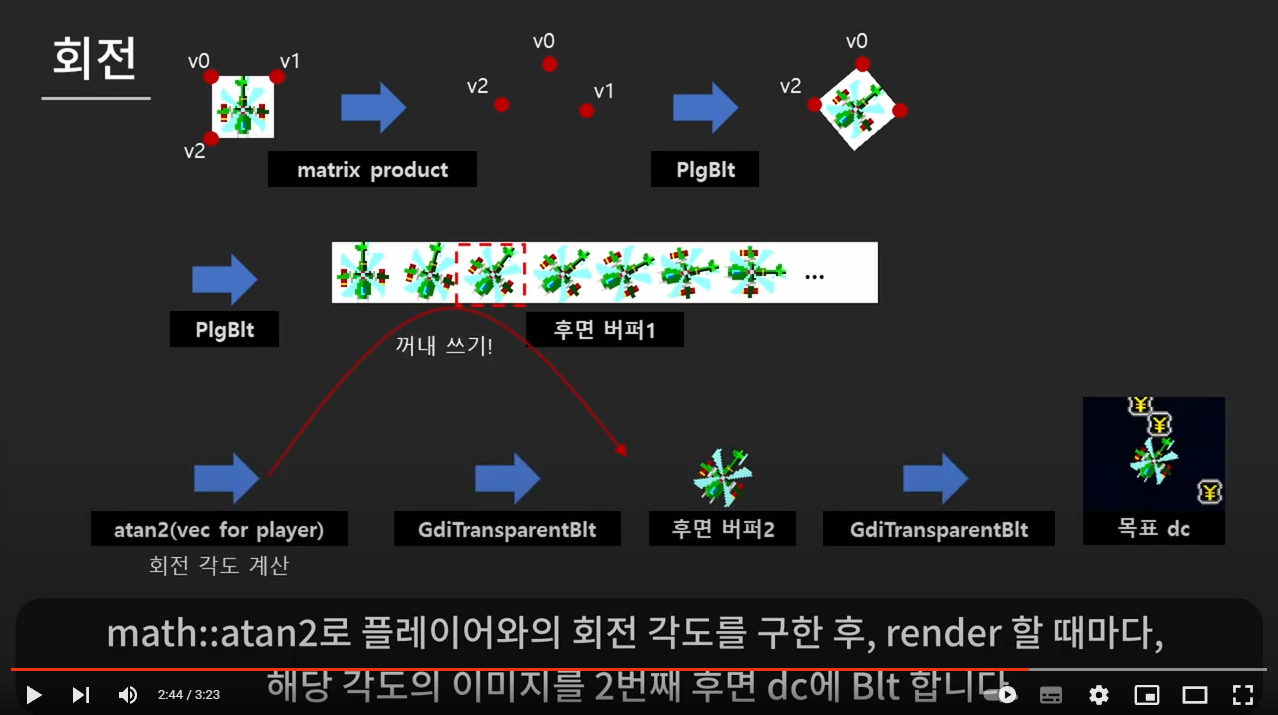 회전
v0
v1
v2
matrix product
v0
v2
v1
PlgBlt
v0
v2
PlgBlt
...
후면 버퍼1
꺼내 쓰기!
atan2(vec for player)
회전 각도 계산
GdiTransparentBlt
후면 버퍼2
GdiTransparentBlt
¥
¥
¥
목표 dc
math::atan2로 플레이어와의 회전 각도를 구한 후, render 할 때마다,
해당 각도의 이미지를 2번째 후면 dc에 Blt 합니다
2:44 / 3:23